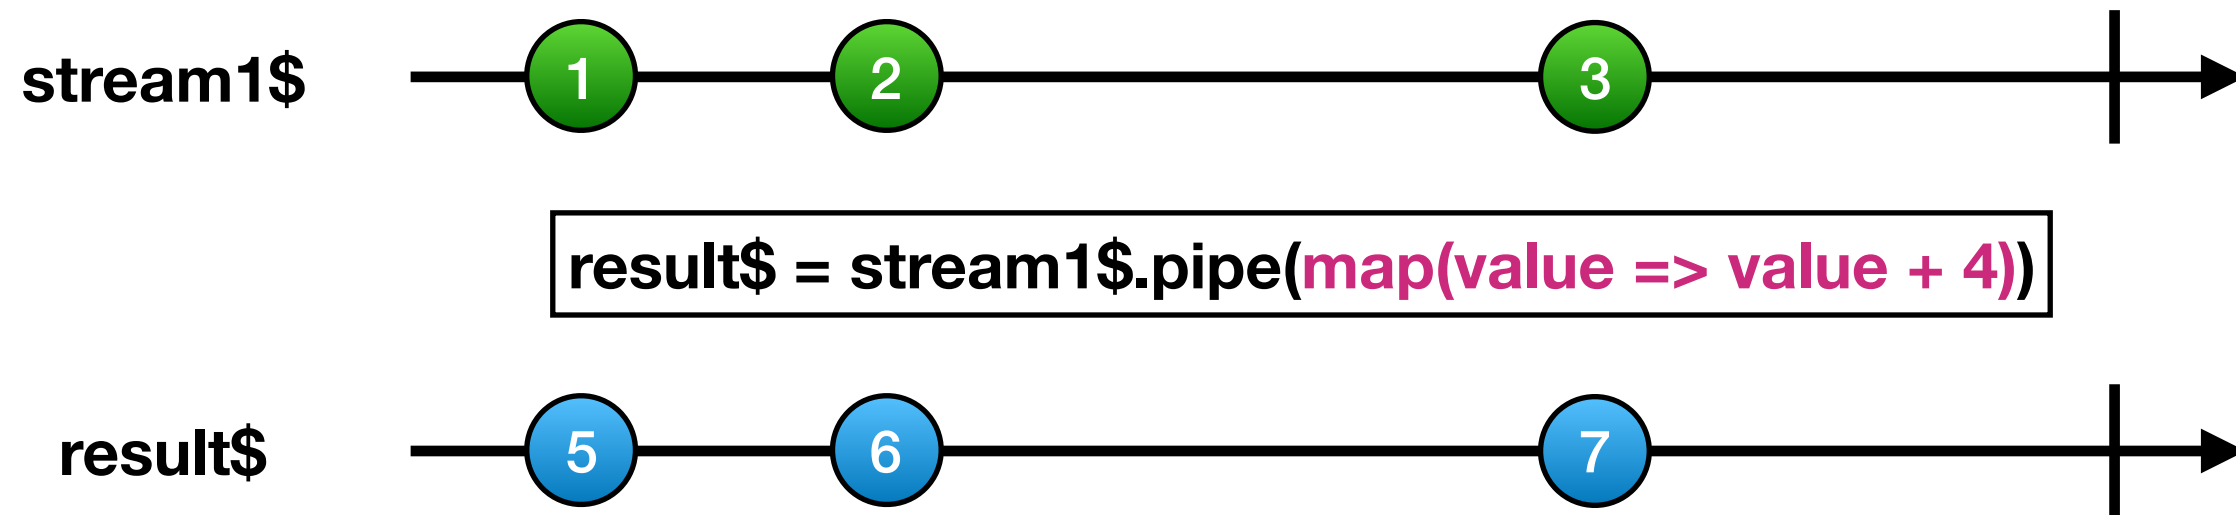 stream1$ 1 2 3
result$ = stream1$.pipe(map(value => value + 4))
result$ 5 6 7